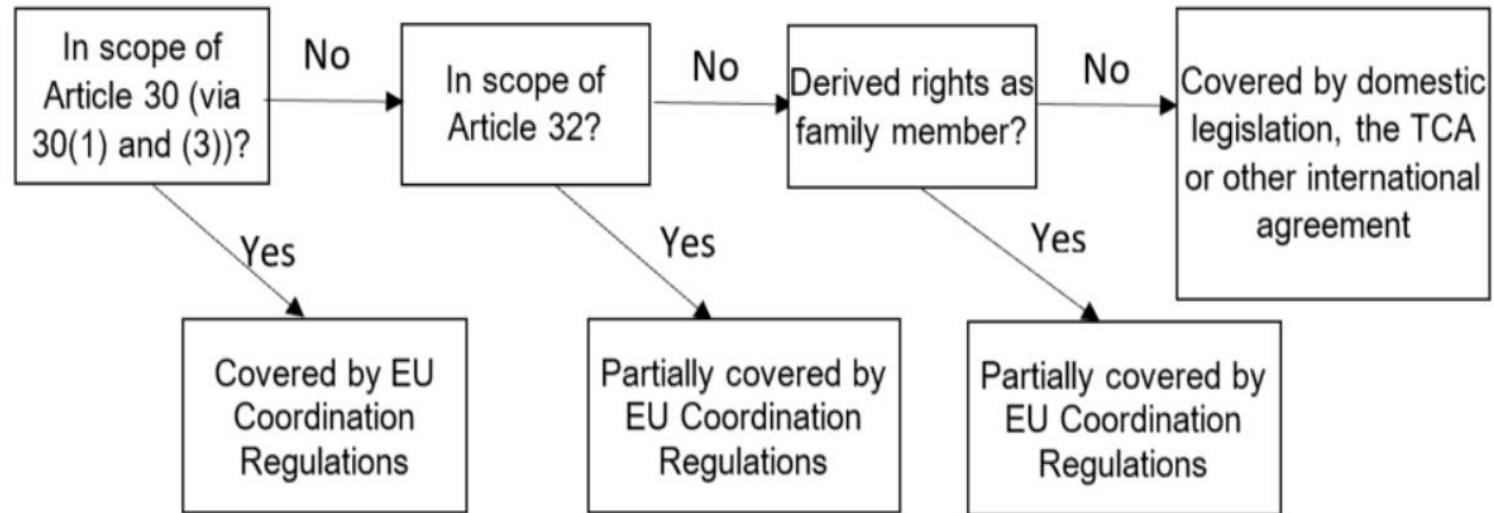 In scope of
Article 30 (via
30(1) and (3))?
No
In scope of
Article 32?
No
Derived rights as
family member?
No
Covered by domestic
legislation, the TCA
or other international
agreement
Yes
Yes
Yes
Covered by EU
Coordination
Regulations
Partially covered by
EU Coordination
Regulations
Partially covered by
EU Coordination
Regulations